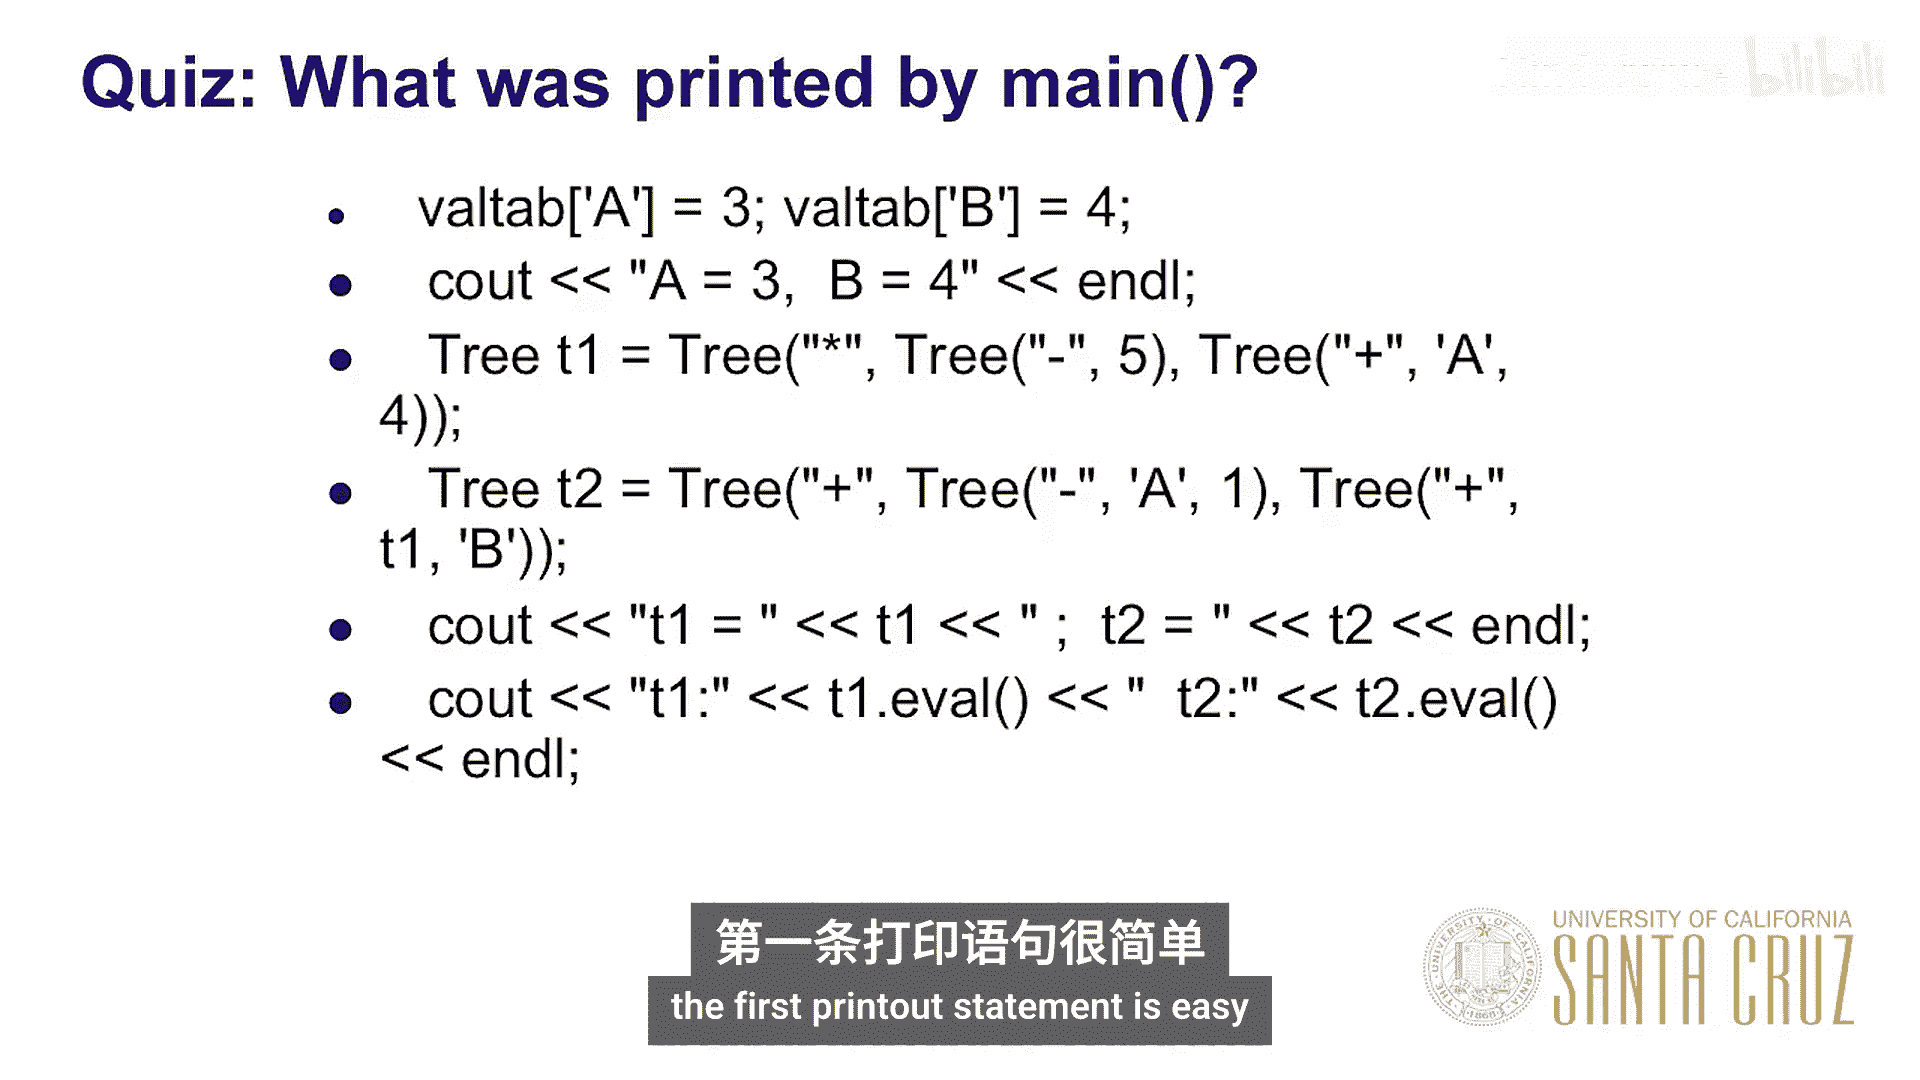 Quiz: What was printed by main()?
bilibili
• valtab['A'] = 3; valtab['B'] = 4;
• cout << "A = 3,  B = 4" << endl;
• Tree t1 = Tree("*", Tree("-", 5), Tree("+", 'A',
4));
• Tree t2 = Tree("+", Tree("-", 'A', 1), Tree("+",
t1, 'B'));
• cout << "t1 = " << t1 << " ;  t2 = " << t2 << endl;
• cout << "t1:" << t1.eval() << "  t2:" << t2.eval()
<< endl;
第一条打印语句很简单
the first printout statement is easy
UNIVERSITY OF CALIFORNIA
SANTA CRUZ